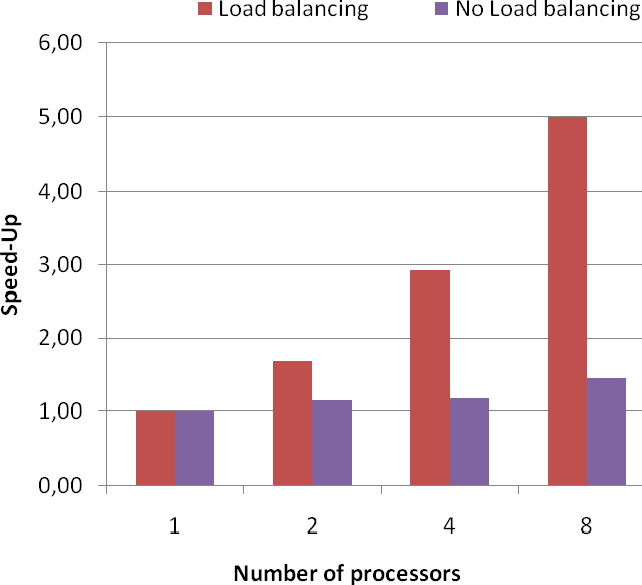 Load balancing No Load balancing
6,00
5,00
4,00
3,00
2,00
1,00
0,00
Speed-Up
1 2 4 8
Number of processors